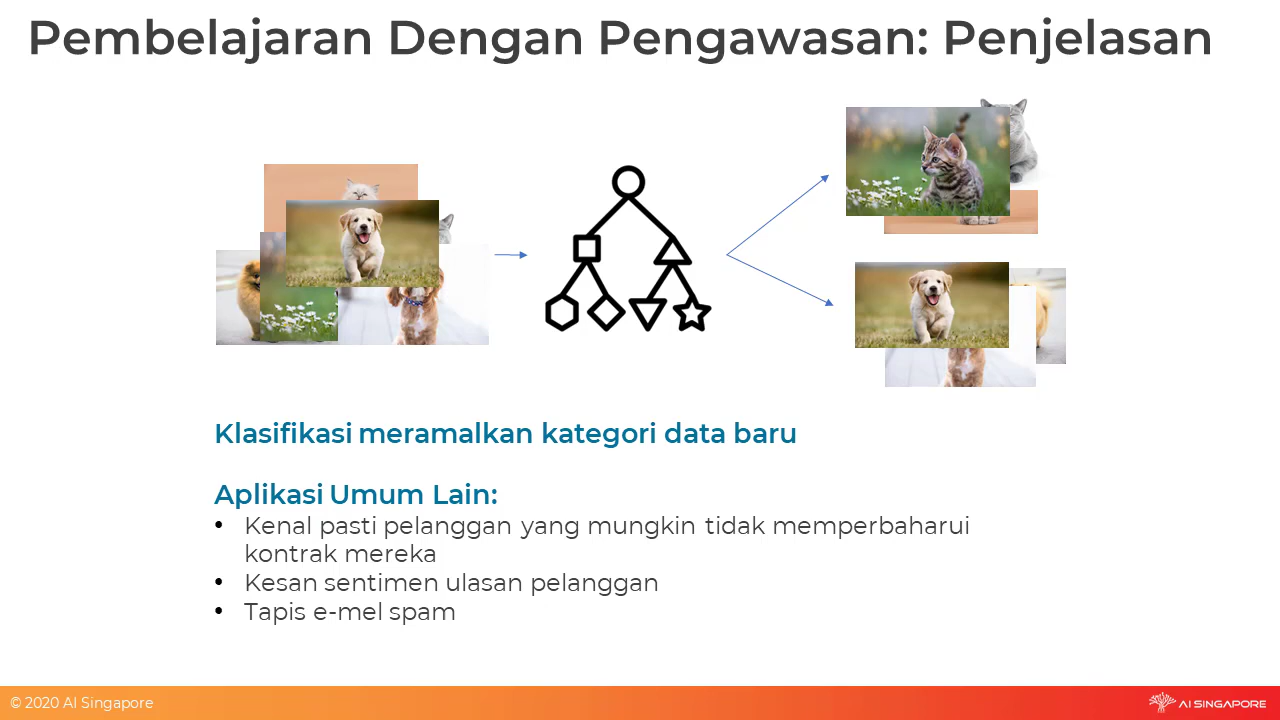 Pembelajaran Dengan Pengawasan: Penjelasan
Klasifikasi meramalkan kategori data baru
Aplikasi Umum Lain:
• Kenal pasti pelanggan yang mungkin tidak memperbaharui
kontrak mereka
• Kesan sentimen ulasan pelanggan
• Tapis e-mel spam
© 2020 AI Singapore
AI SINGAPORE